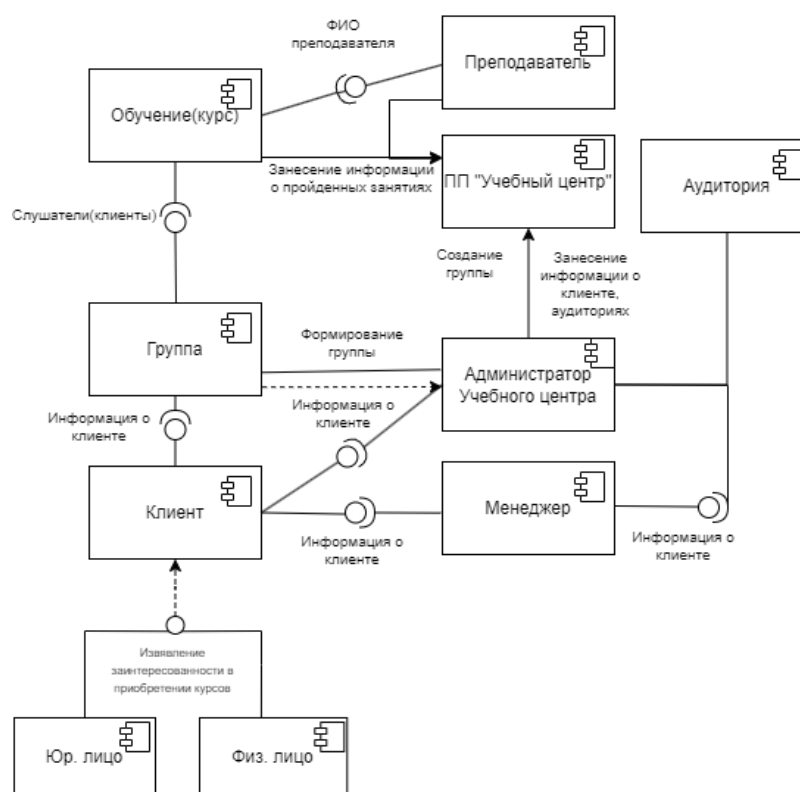 ФИО
преподавателя
Преподаватель
Обучение(курс)
Занесение информации
о пройденных занятиях
ПП "Учебный центр"
Аудитория
Слушатели(клиенты)
Создание
группы
Занесение
информации о
клиенте,
аудиториях
Группа
Формирование
группы
Администратор
Учебного центра
Информация о
клиенте
Информация о
клиенте
Клиент
Менеджер
Информация о
клиенте
Информация о
клиенте
Извявление
заинтересованности в
приобретении курсов
Юр. лицо
Физ. лицо